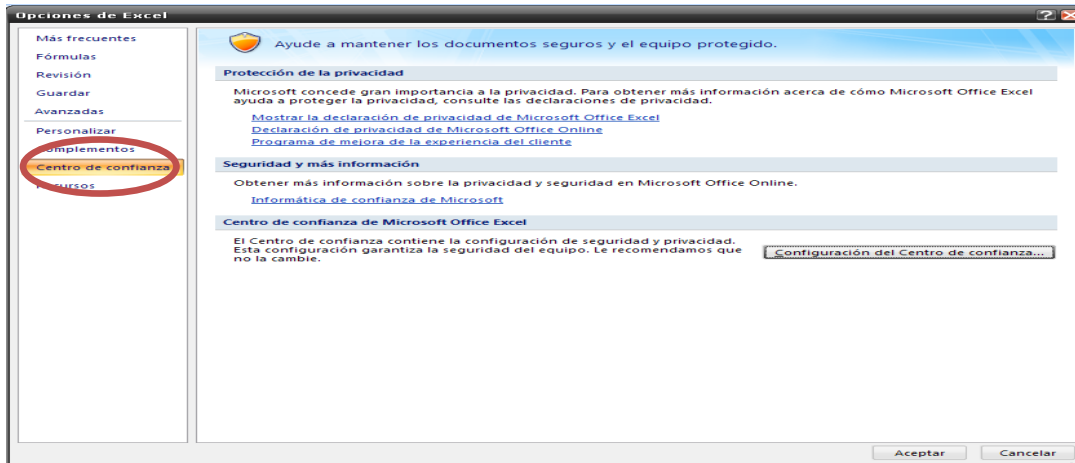 Opciones de Excel
Más frecuentes
Fórmulas
Revisión
Guardar
Avanzadas
Personalizar
Complementos
Centro de confianza
Recursos
Ayude a mantener los documentos seguros y el equipo protegido.
Protección de la privacidad
Microsoft concede gran importancia a la privacidad. Para obtener más información acerca de cómo Microsoft Office Excel
ayuda a proteger la privacidad, consulte las declaraciones de privacidad.
Mostrar la declaración de privacidad de Microsoft Office Excel
Declaración de privacidad de Microsoft Office Online
Programa de mejora de la experiencia del cliente
Seguridad y más información
Obtener más información sobre la privacidad y seguridad en Microsoft Office Online.
Informática de confianza de Microsoft
Centro de confianza de Microsoft Office Excel
El Centro de confianza contiene la configuración de seguridad y privacidad.
Esta configuración garantiza la seguridad del equipo. Le recomendamos que
no la cambie.
Configuración del Centro de confianza...
Aceptar
Cancelar